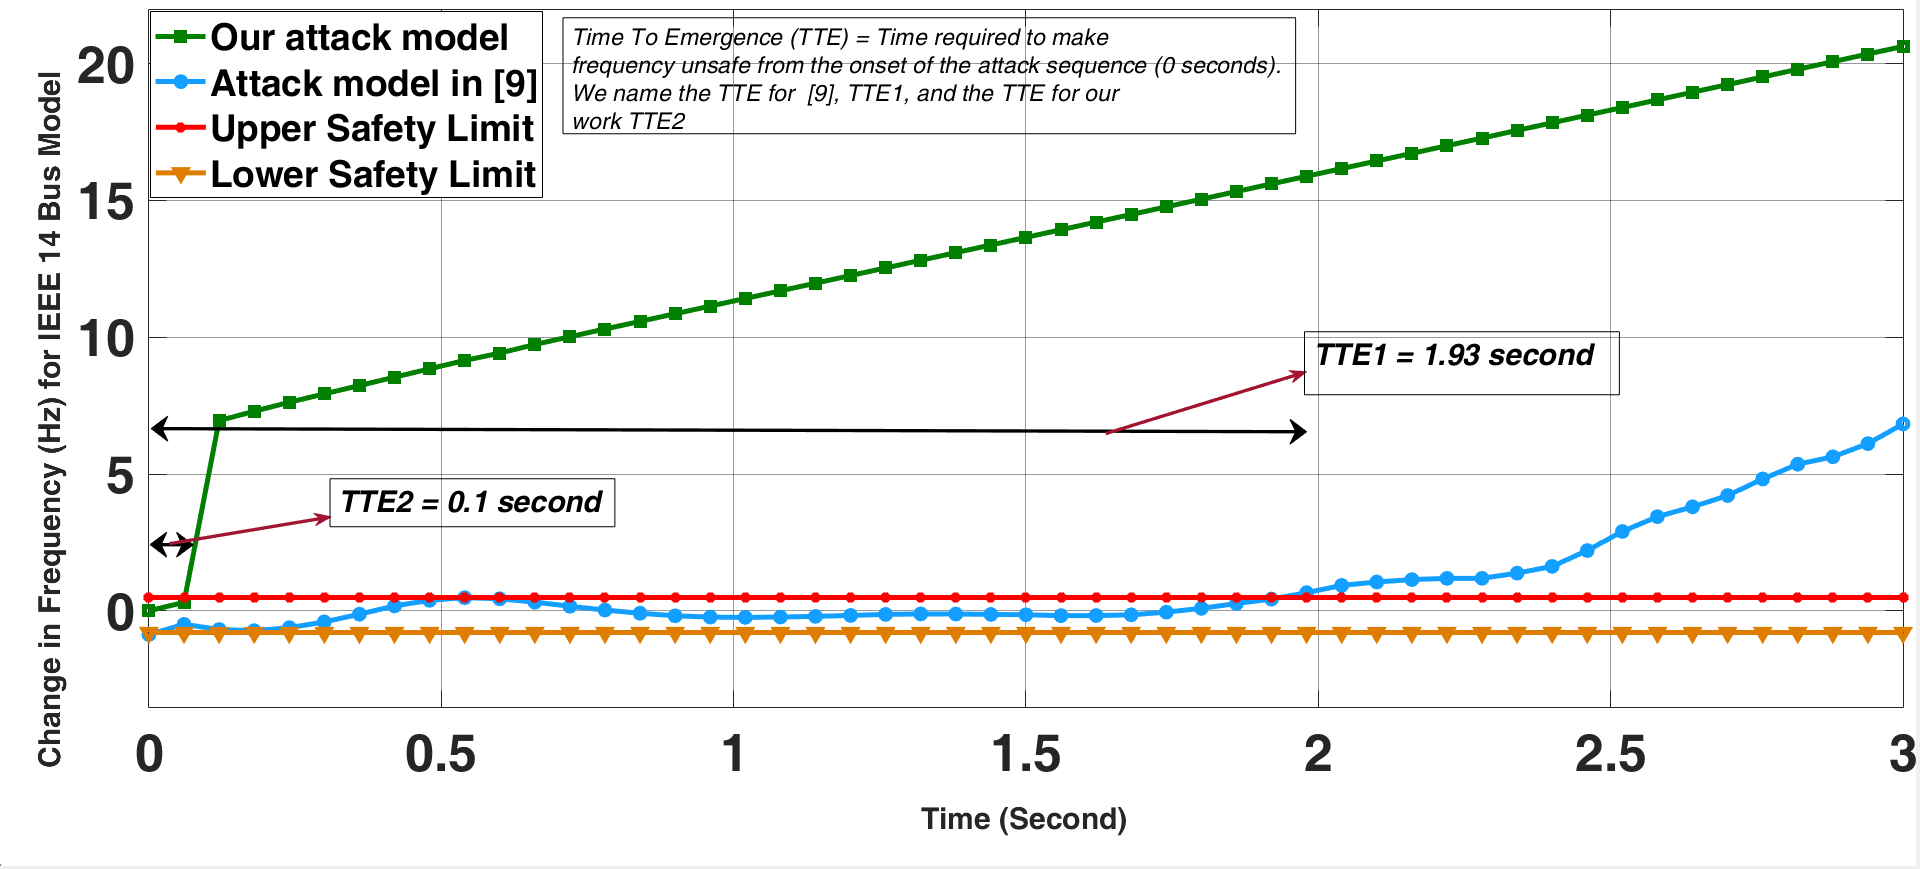 Our attack model
Attack model in [9]
Upper Safety Limit
Lower Safety Limit
Time To Emergence (TTE) = Time required to make
frequency unsafe from the onset of the attack sequence (0 seconds).
We name the TTE for [9], TTE1, and the TTE for our
work TTE2
Change in Frequency (Hz) for IEEE 14 Bus Model
20
15
10
5
0
TTE1 = 1.93 second
TTE2 = 0.1 second
0 0.5 1 1.5 2 2.5 3
Time (Second)